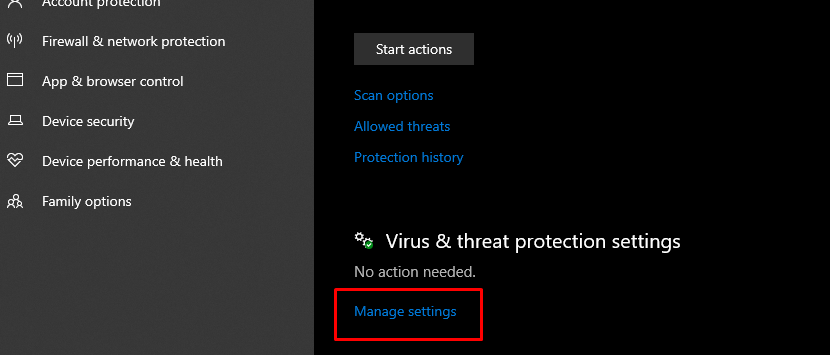 Account protection
Firewall & network protection
App & browser control
Device security
Device performance & health
Family options
Start actions
Scan options
Allowed threats
Protection history
Virus & threat protection settings
No action needed.
Manage settings